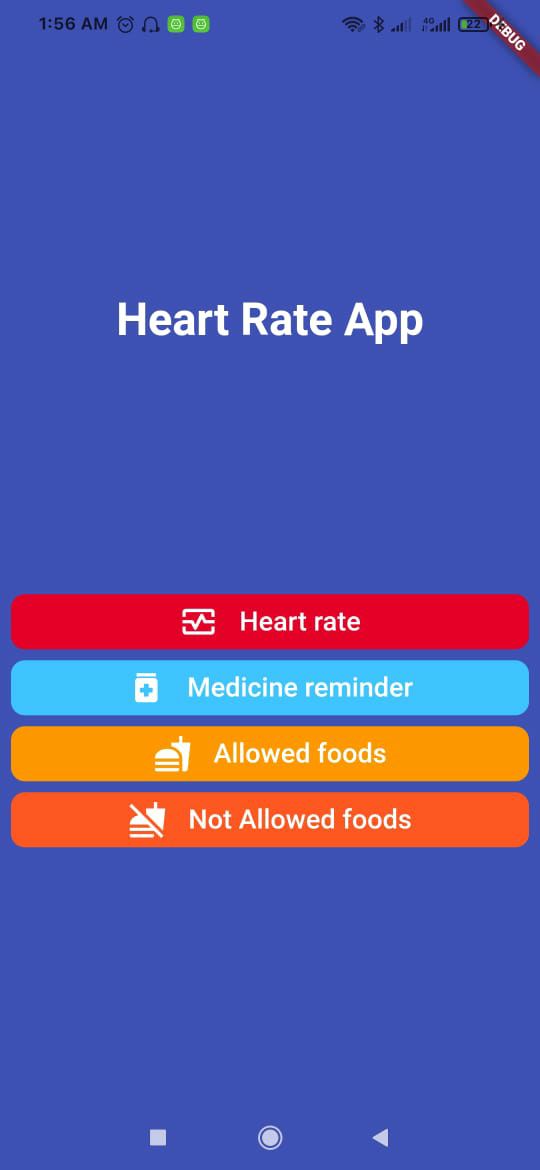 1:56 AM
4G
22
DEBUG
Heart Rate App
Heart rate
Medicine reminder
Allowed foods
Not Allowed foods